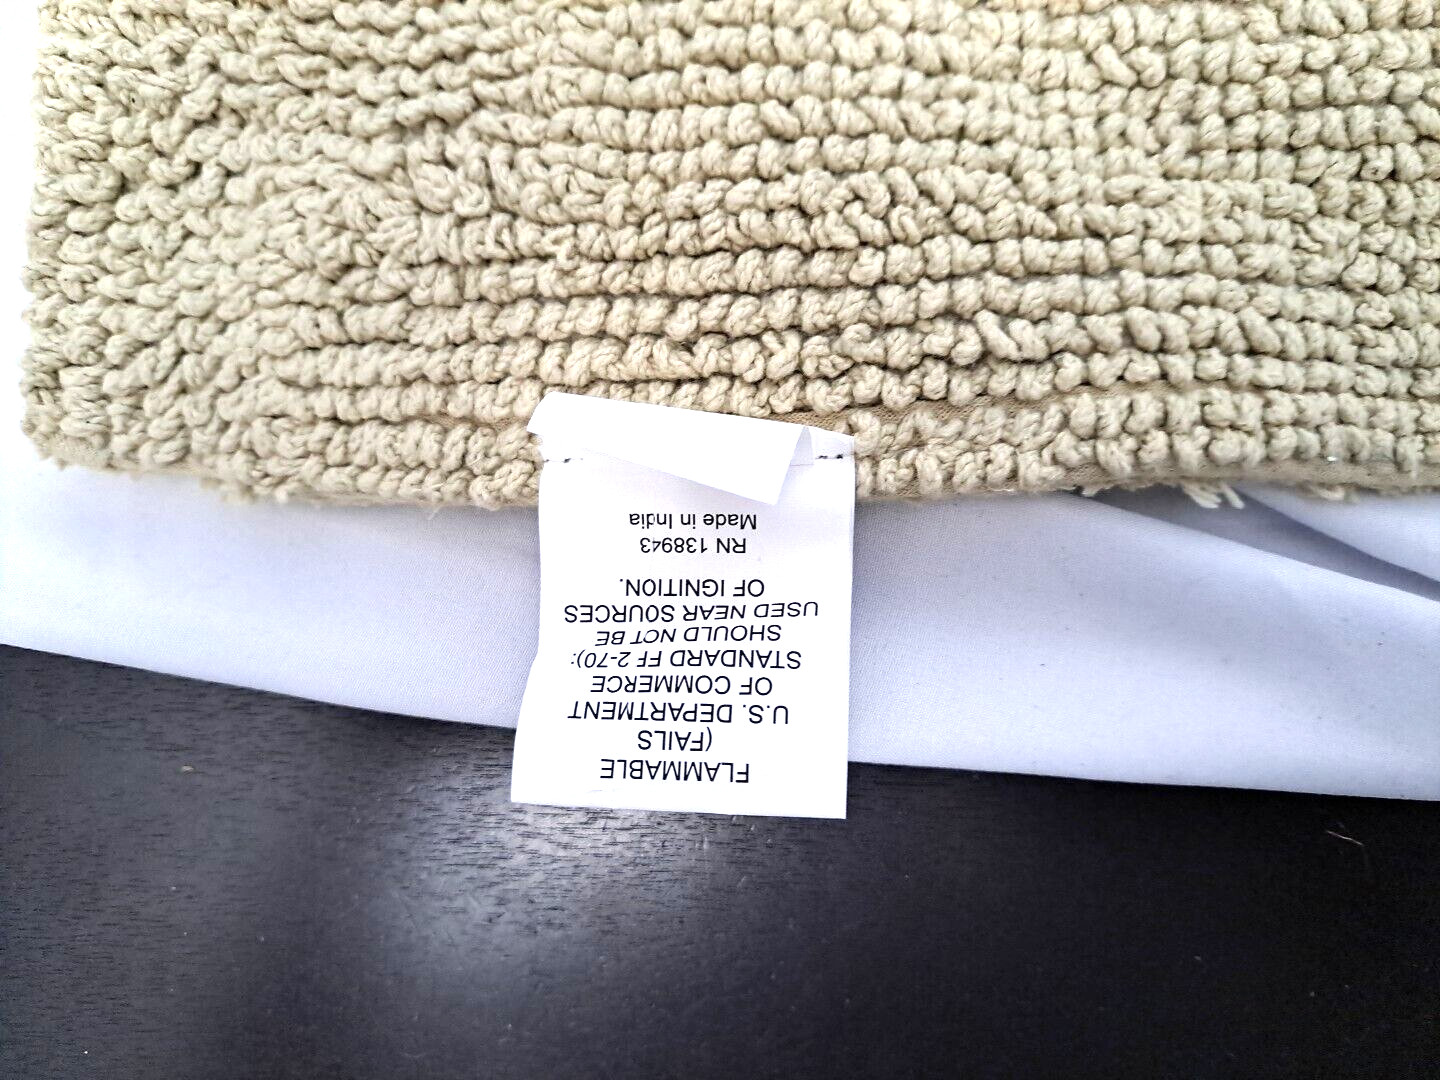 FLAMMABLE
(FAILS
U.S. DEPARTMENT
OF COMMERCE
STANDARD FF 2-70):
SHOULD NOT BE
USED NEAR SOURCES
OF IGNITION.
RN 138943
Made in India